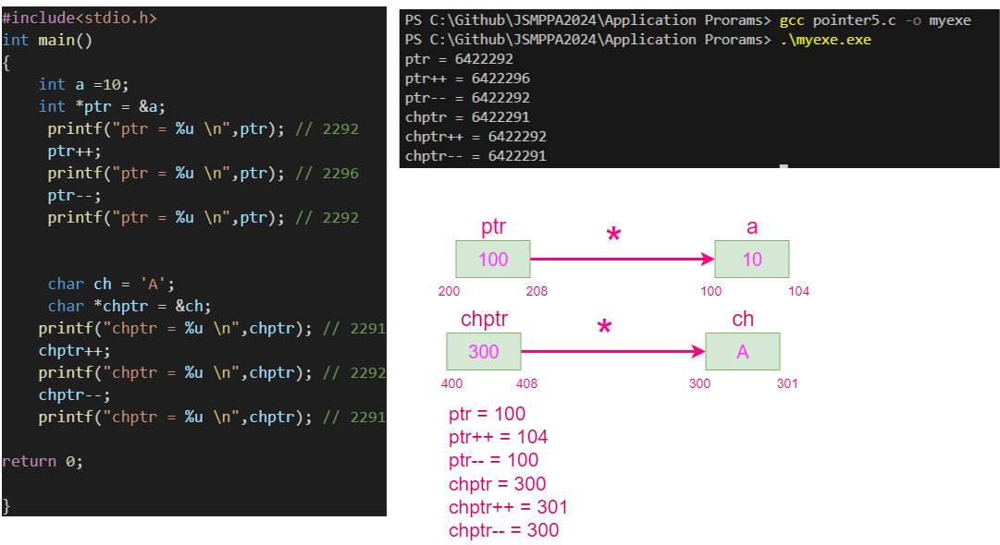 #include<stdio.h>
int main()
{
int a =10;
int *ptr = &a;
printf("ptr = %u \n",ptr); // 2292
ptr++;
printf("ptr = %u \n",ptr); // 2296
ptr--;
printf("ptr = %u \n",ptr); // 2292
char ch = 'A';
char *chptr = &ch;
printf("chptr = %u \n",chptr); // 2291
chptr++;
printf("chptr = %u \n",chptr); // 2292
chptr--;
printf("chptr = %u \n",chptr); // 2291
return 0;
}
PS C:\Github\JSMPPA2024\Application Prorams> gcc pointer5.c -o myexe
PS C:\Github\JSMPPA2024\Application Prorams> .\myexe.exe
ptr = 6422292
ptr++ = 6422296
ptr-- = 6422292
chptr = 6422291
chptr++ = 6422292
chptr-- = 6422291
ptr * a
100 10
200 208 100 104
chptr * ch
300 A
400 408 300 301
ptr = 100
ptr++ = 104
ptr-- = 100
chptr = 300
chptr++ = 301
chptr-- = 300